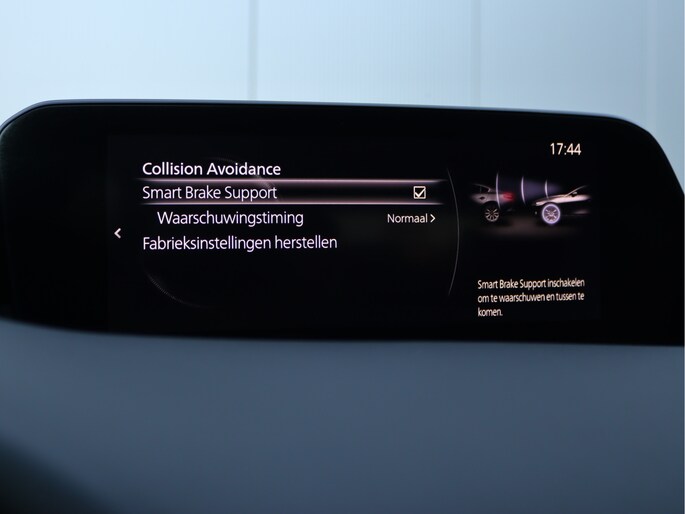 17:44
Collision Avoidance
Smart Brake Support
Waarschuwingstiming Normaal
Fabrieksinstellingen herstellen
Smart Brake Support inschakelen
om te waarschuwen en tussen te
komen.